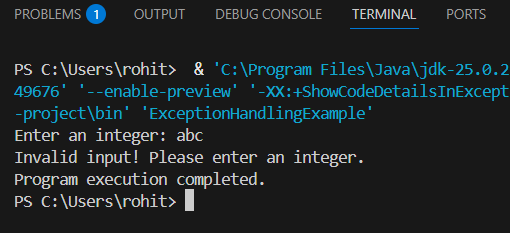 PROBLEMS 1 OUTPUT DEBUG CONSOLE TERMINAL PORTS
PS C:\Users\rohit>  & 'C:\Program Files\Java\jdk-25.0.2
49676' '--enable-preview' '-XX:+ShowCodeDetailsInExcept
-project\bin' 'ExceptionHandlingExample'
Enter an integer: abc
Invalid input! Please enter an integer.
Program execution completed.
PS C:\Users\rohit>